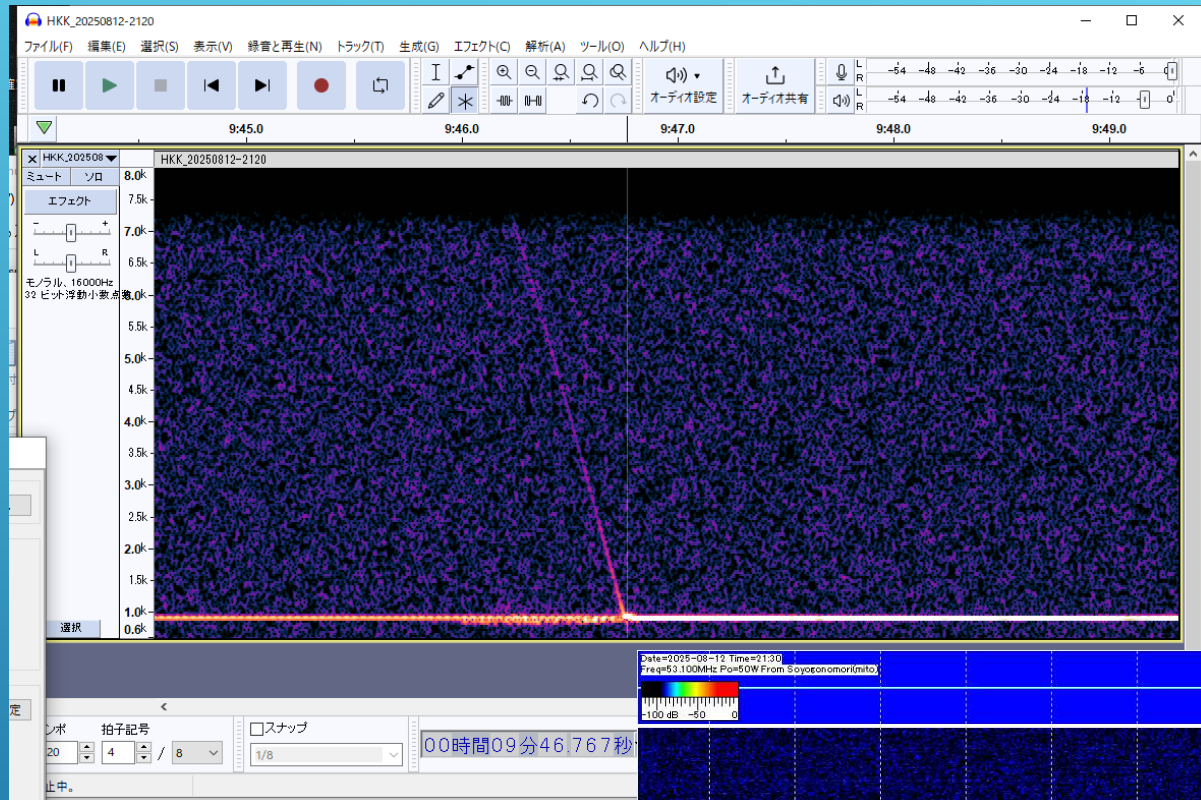 HKK_20250812-2120
ファイル(F) 編集(E) 選択(S) 表示(V) 録音と再生(N) トラック(T) 生成(G) エフェクト(C) 解析(A) ツール(O) ヘルプ(H)
オーディオ設定
オーディオ共有
L
R
-54 -48 -42 -36 -30 -24 -18 -12 -6 0
L
R
-54 -48 -42 -36 -30 -24 -18 -12 0
9:45.0 9:46.0 9:47.0 9:48.0 9:49.0
HKK_202508
HKK_20250812-2120
ミュート ソロ
エフェクト
- +
L R
モノラル、16000Hz
32 ビット浮動小数点
選択
8.0k
7.5k
7.0k
6.5k
6.0k
5.5k
5.0k
4.5k
4.0k
3.5k
3.0k
2.5k
2.0k
1.5k
1.0k
0.6k
Date=2025-08-12 Time=21:30
Freq=53.100MHz Po=50W From Soyogonomori(mito)
-100 dB -50 0
定
ンポ 拍子記号
20 4 / 8
スナップ
1/8
00時間09分46.767秒
止中。